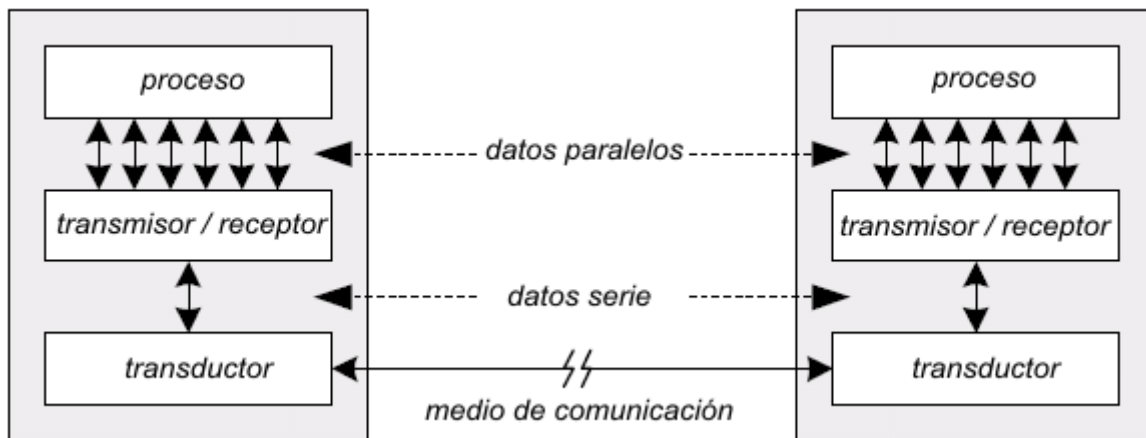 proceso
proceso
datos paralelos
transmisor / receptor
transmisor / receptor
datos serie
transductor
transductor
medio de comunicación